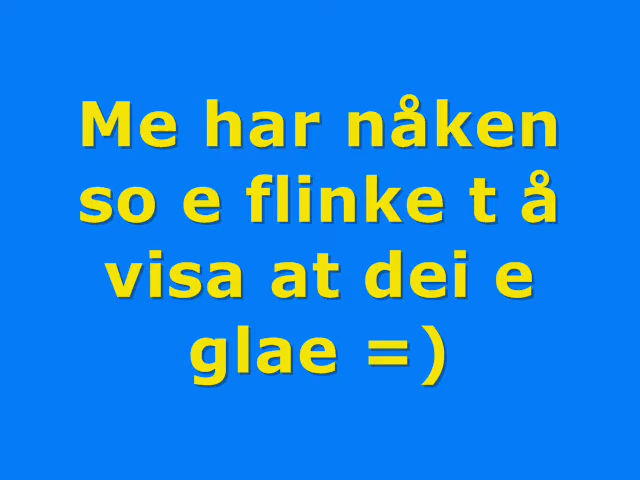 Me har nåken
so e flinke t å
visa at dei e
glae =)